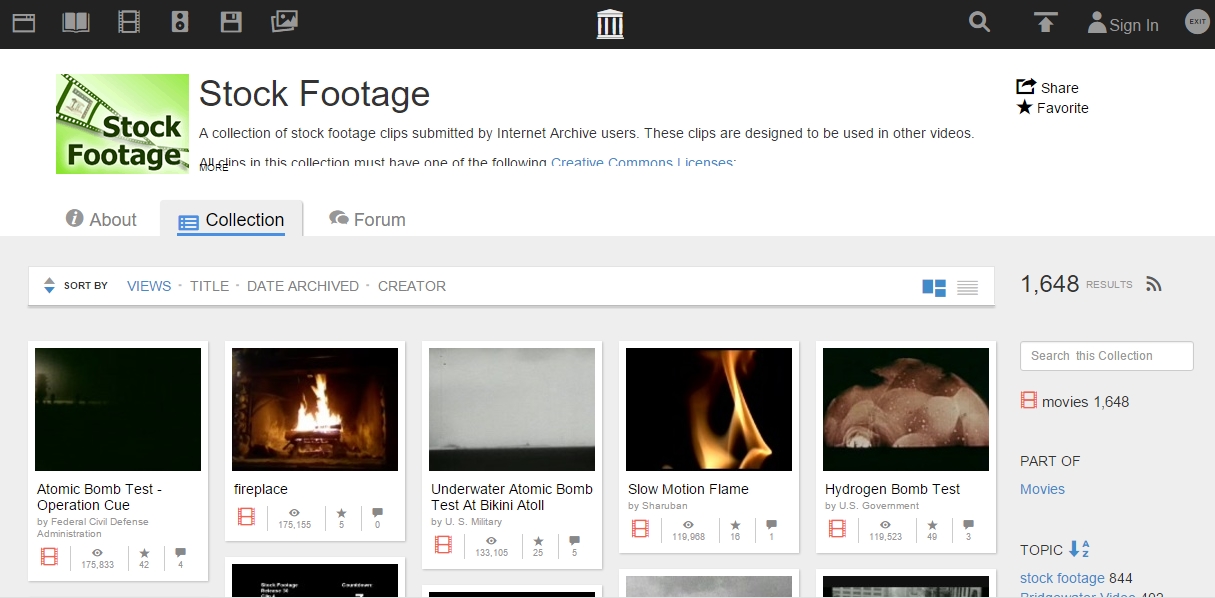 Sign In
EXIT
Stock
Footage
Stock Footage
A collection of stock footage clips submitted by Internet Archive users. These clips are designed to be used in other videos.
All clips in this collection must have one of the following Creative Commons Licenses:
MORE
Share
Favorite
About
Collection
Forum
SORT BY VIEWS · TITLE · DATE ARCHIVED · CREATOR
1,648 RESULTS
Search this Collection
movies 1,648
PART OF
Movies
TOPIC
A
Z
stock footage 844
Bridgewater Video 402
Atomic Bomb Test -
Operation Cue
by Federal Civil Defense
Administration
175,833 42 4
fireplace
175,155 5 0
Underwater Atomic Bomb
Test At Bikini Atoll
by U. S. Military
133,105 25 5
Slow Motion Flame
by Sharuban
119,968 16 1
Hydrogen Bomb Test
by U.S. Government
119,523 49 3
Stock Footage Countdown
Release